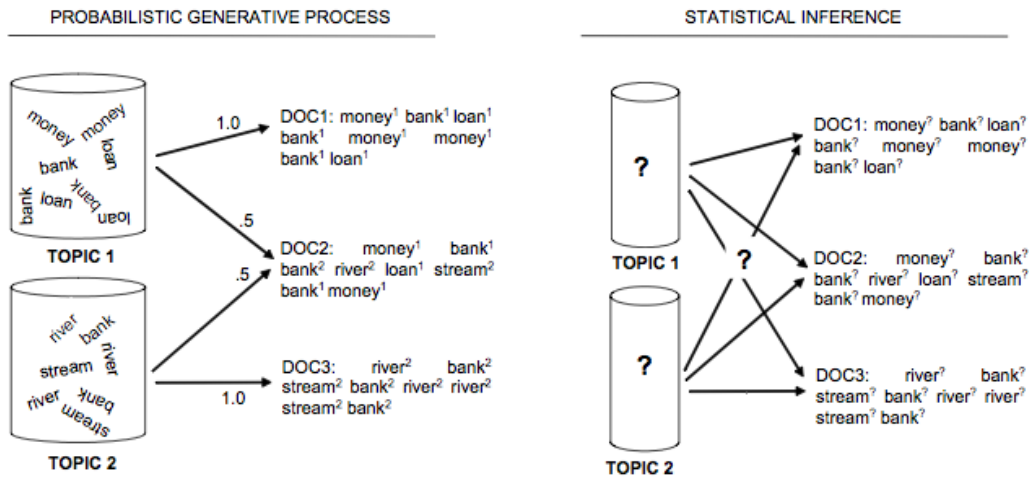 PROBABILISTIC GENERATIVE PROCESS
money
money
loan
bank
bank
bank
loan
loan
TOPIC 1
river
bank
river
stream
river
bank
stream
TOPIC 2
1.0
.5
.5
1.0
DOC1: money¹ bank¹ loan¹
bank¹ money¹ money¹
bank¹ loan¹
DOC2: money¹ bank¹
bank² river² loan¹ stream²
bank¹ money¹
DOC3: river² bank²
stream² bank² river² river²
stream² bank²
STATISTICAL INFERENCE
?
TOPIC 1
?
?
TOPIC 2
DOC1: money? bank? loan?
bank? money? money?
bank? loan?
DOC2: money? bank?
bank? river? loan? stream?
bank? money?
DOC3: river? bank?
stream? bank? river? river?
stream? bank?